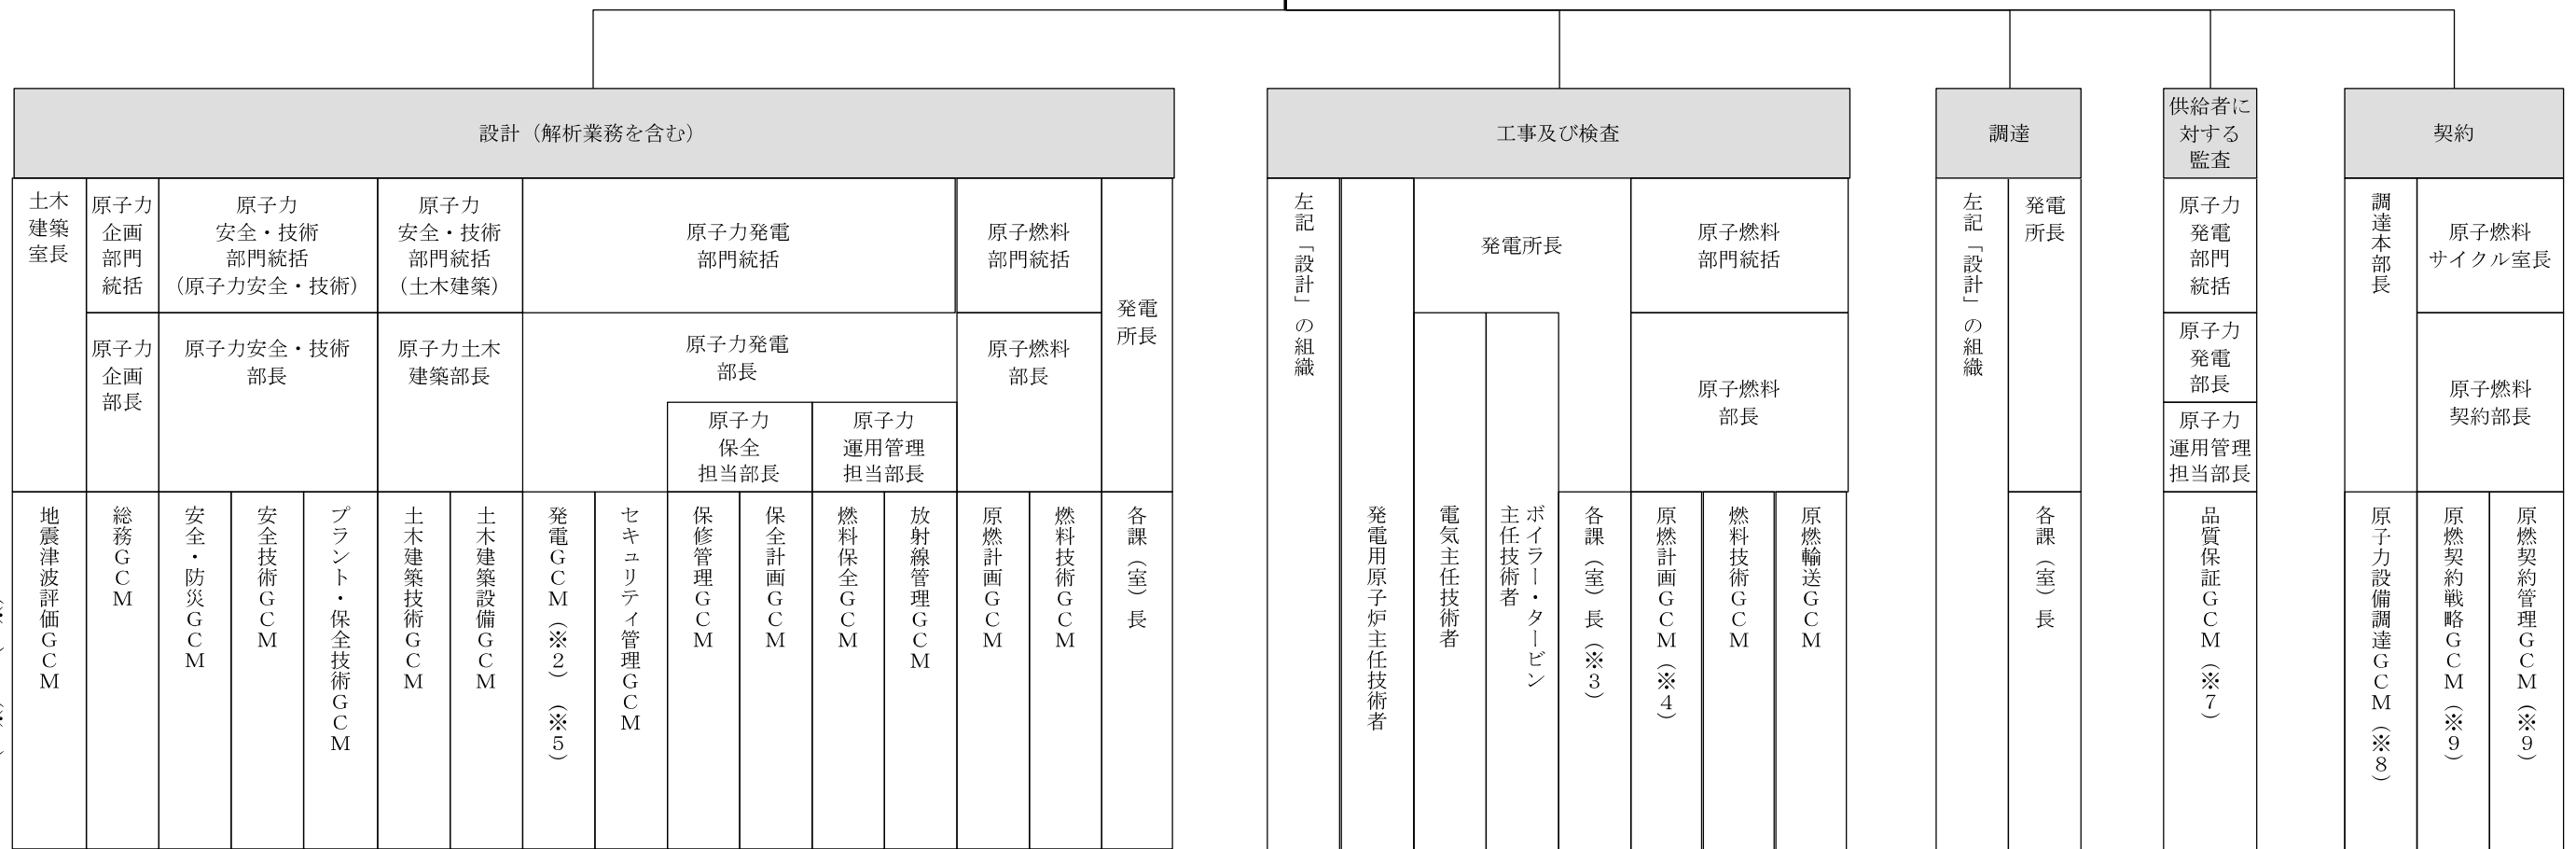 設計（解析業務を含む）
土木
建築
室長
原子力
企画
部門
統括
原子力
安全・技術
部門統括
（原子力安全・技術）
原子力
安全・技術
部門統括
（土木建築）
原子力発電
部門統括
原子燃料
部門統括
発電
所長
原子力
企画
部長
原子力安全・技術
部長
原子力土木
建築部長
原子力発電
部長
原子燃料
部長
原子力
保全
担当部長
原子力
運用管理
担当部長
地震津波評価ＧＣＭ
総務ＧＣＭ
安全・防災ＧＣＭ
安全技術ＧＣＭ
プラント・保全技術ＧＣＭ
土木建築技術ＧＣＭ
土木建築設備ＧＣＭ
発電ＧＣＭ（※２）（※５）
セキュリティ管理ＧＣＭ
保修管理ＧＣＭ
保全計画ＧＣＭ
燃料保全ＧＣＭ
放射線管理ＧＣＭ
原燃計画ＧＣＭ
燃料技術ＧＣＭ
各課（室）長
工事及び検査
左記「設計」の組織
発電用原子炉主任技術者
発電所長
電気主任技術者
ボイラー・タービン
主任技術者
各課（室）長（※３）
原子燃料
部門統括
原子燃料
部長
原燃計画ＧＣＭ（※４）
燃料技術ＧＣＭ
原燃輸送ＧＣＭ
調達
左記「設計」の組織
発電
所長
各課（室）長
供給者に
対する
監査
原子力
発電
部門
統括
原子力
発電
部長
原子力
運用管理
担当部長
品質保証ＧＣＭ（※７）
契約
調達本部長
原子燃料
サイクル室長
原子燃料
契約部長
原子力設備調達ＧＣＭ（※８）
原燃契約戦略ＧＣＭ（※９）
原燃契約管理ＧＣＭ（※９）